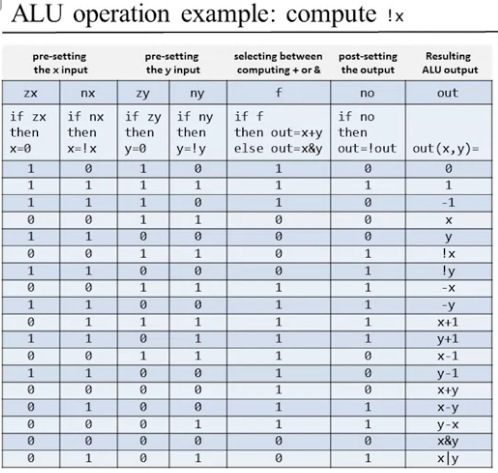 ALU operation example: compute !x
pre-setting pre-setting selecting between post-setting Resulting
the x input the y input computing + or & the output ALU output
zx nx zy ny f no out
if zx if nx if zy if ny if f if no
then then then then then out=x+y then
x=0 x=!x y=0 y=!y else out=x&y out=!out out(x,y)=
1 0 1 0 1 0 0
1 1 1 1 1 1 1
1 1 1 0 1 0 -1
0 0 1 1 0 0 x
1 1 0 0 0 0 y
0 0 1 1 0 1 !x
1 1 0 0 0 1 !y
0 0 1 1 1 1 -x
1 1 0 0 1 1 -y
0 1 1 1 1 1 x+1
1 1 0 1 1 1 y+1
0 0 1 1 1 0 x-1
1 1 0 0 1 0 y-1
0 0 0 0 1 0 x+y
0 1 0 0 1 1 x-y
0 0 0 1 1 1 y-x
0 0 0 0 0 0 x&y
0 1 0 1 0 1 x|y